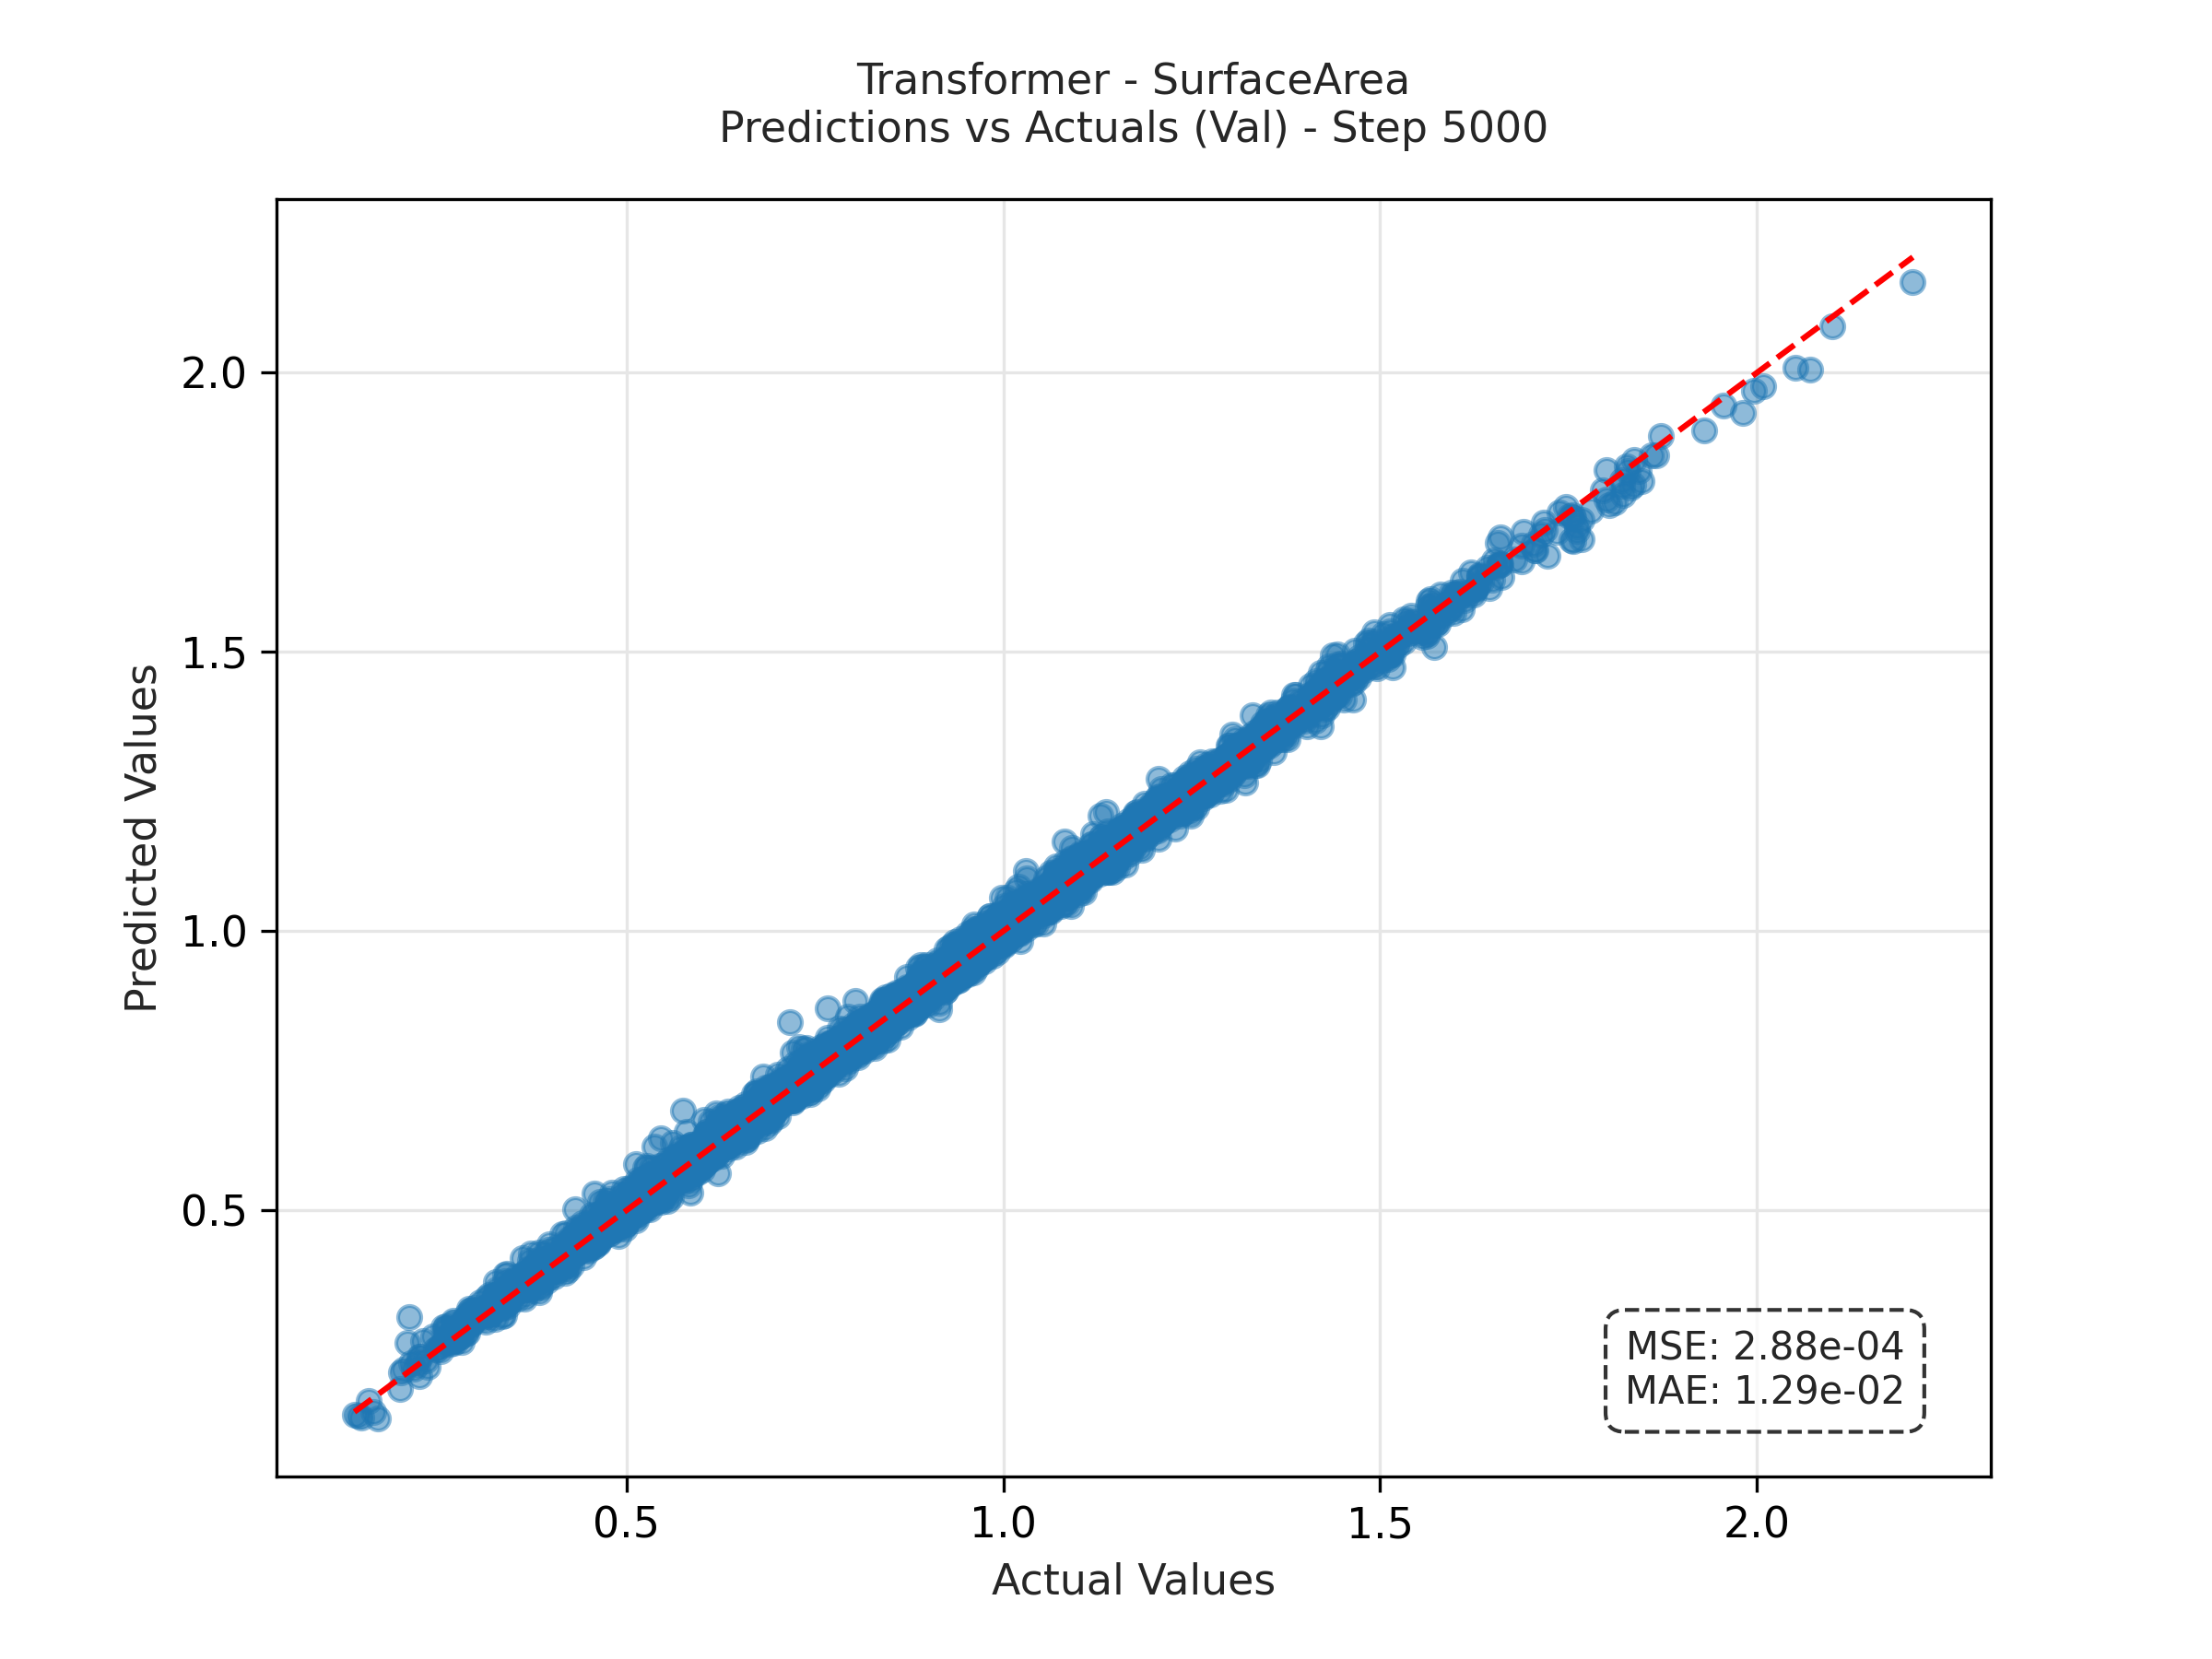 Transformer - SurfaceArea
Predictions vs Actuals (Val) - Step 5000
Predicted Values
2.0
1.5
1.0
0.5
MSE: 2.88e-04
MAE: 1.29e-02
0.5
1.0
1.5
2.0
Actual Values